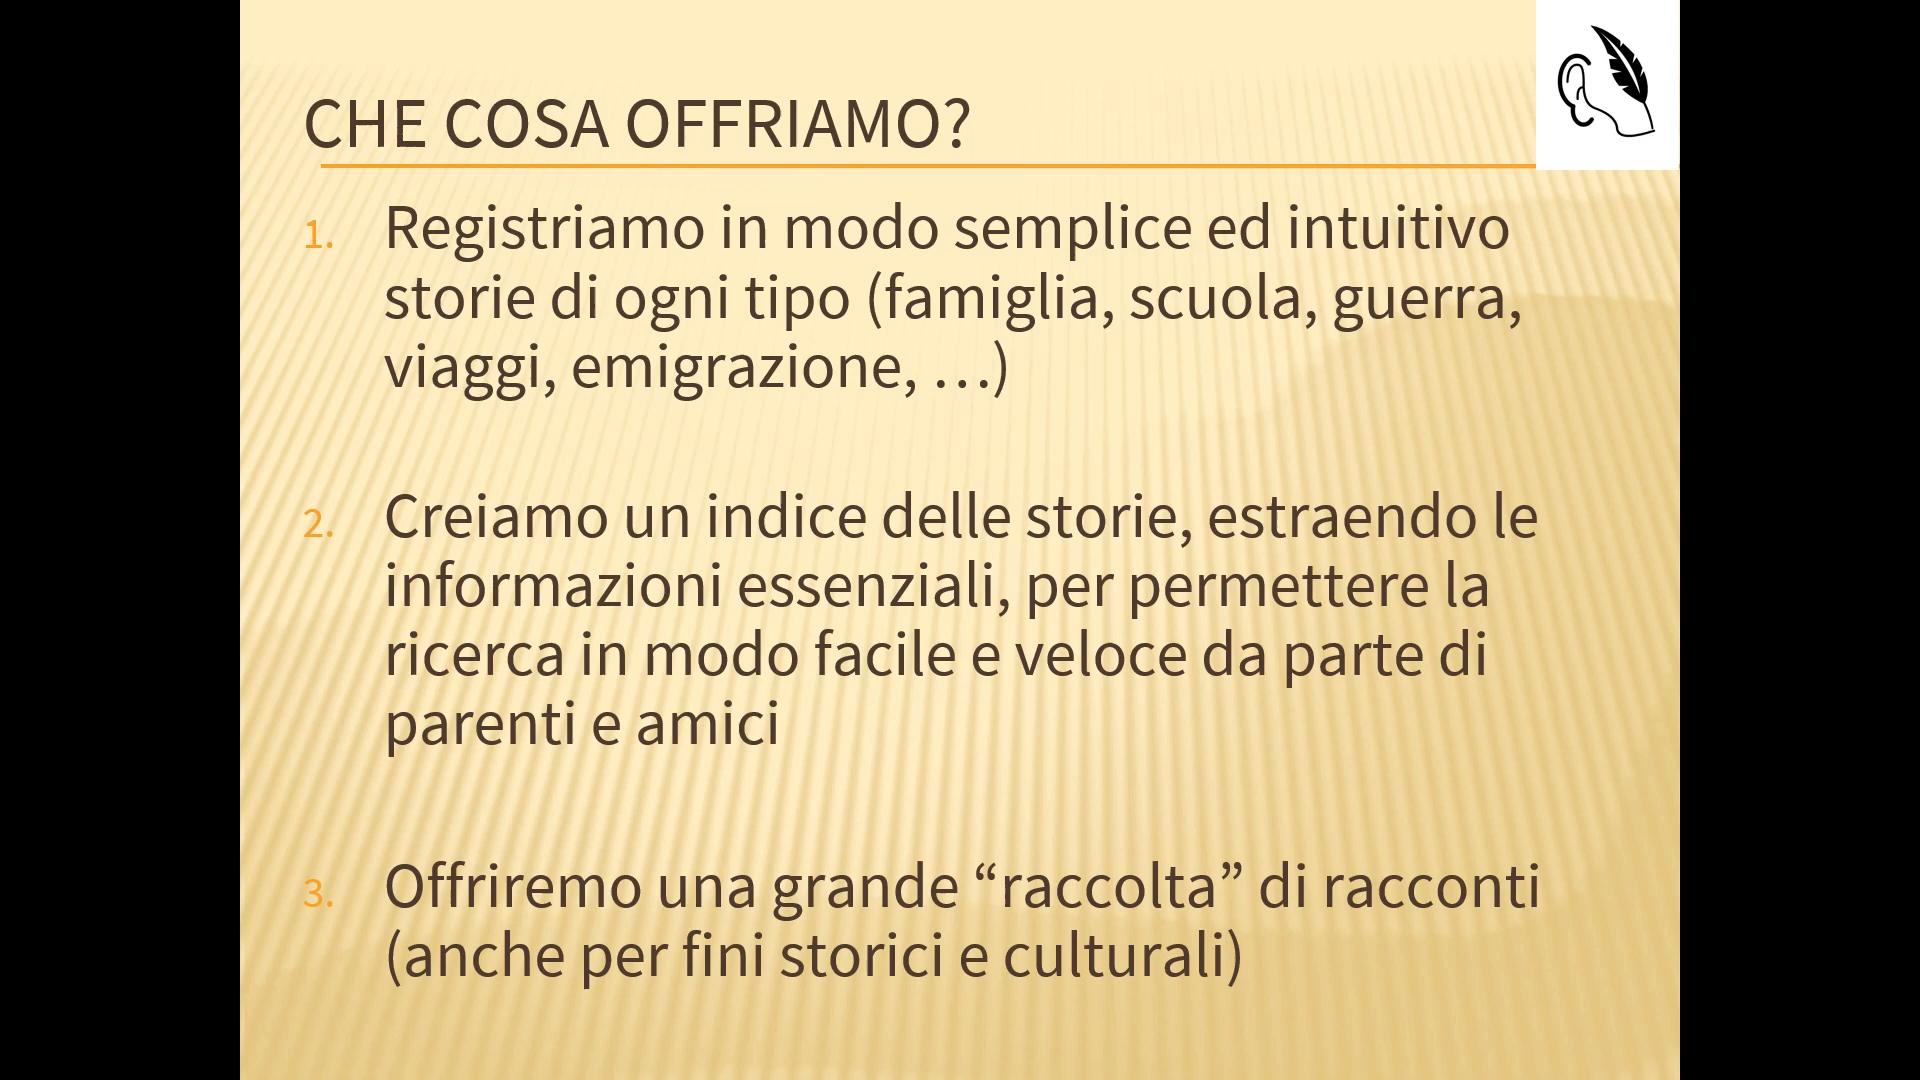 CHE COSA OFFRIAMO?
1. Registriamo in modo semplice ed intuitivo
storie di ogni tipo (famiglia, scuola, guerra,
viaggi, emigrazione, …)
2. Creiamo un indice delle storie, estraendo le
informazioni essenziali, per permettere la
ricerca in modo facile e veloce da parte di
parenti e amici
3. Offriremo una grande “raccolta” di racconti
(anche per fini storici e culturali)